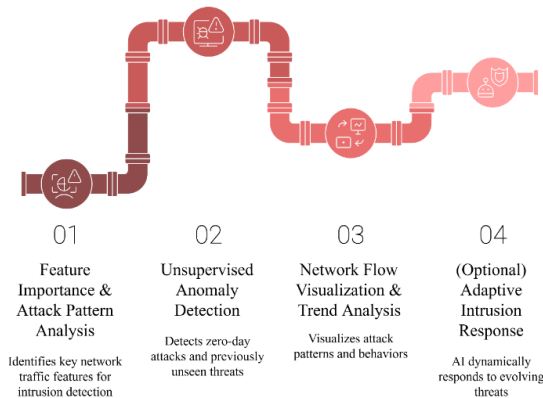 01
Feature
Importance &
Attack Pattern
Analysis
Identifies key network
traffic features for
intrusion detection
02
Unsupervised
Anomaly
Detection
Detects zero-day
attacks and previously
unseen threats
03
Network Flow
Visualization &
Trend Analysis
Visualizes attack
patterns and behaviors
04
(Optional)
Adaptive
Intrusion
Response
AI dynamically
responds to evolving
threats